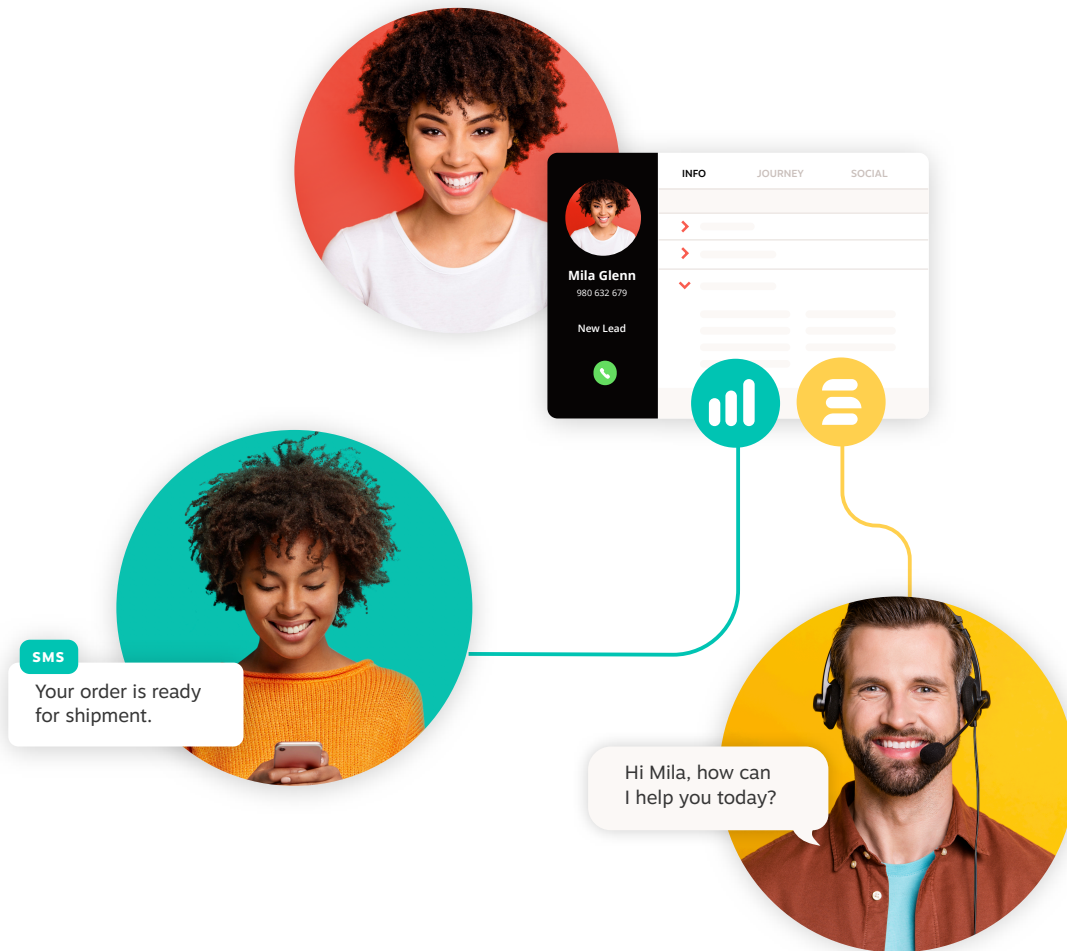 INFO JOURNEY SOCIAL
Mila Glenn
980 632 679
New Lead
SMS
Your order is ready
for shipment.
Hi Mila, how can
I help you today?